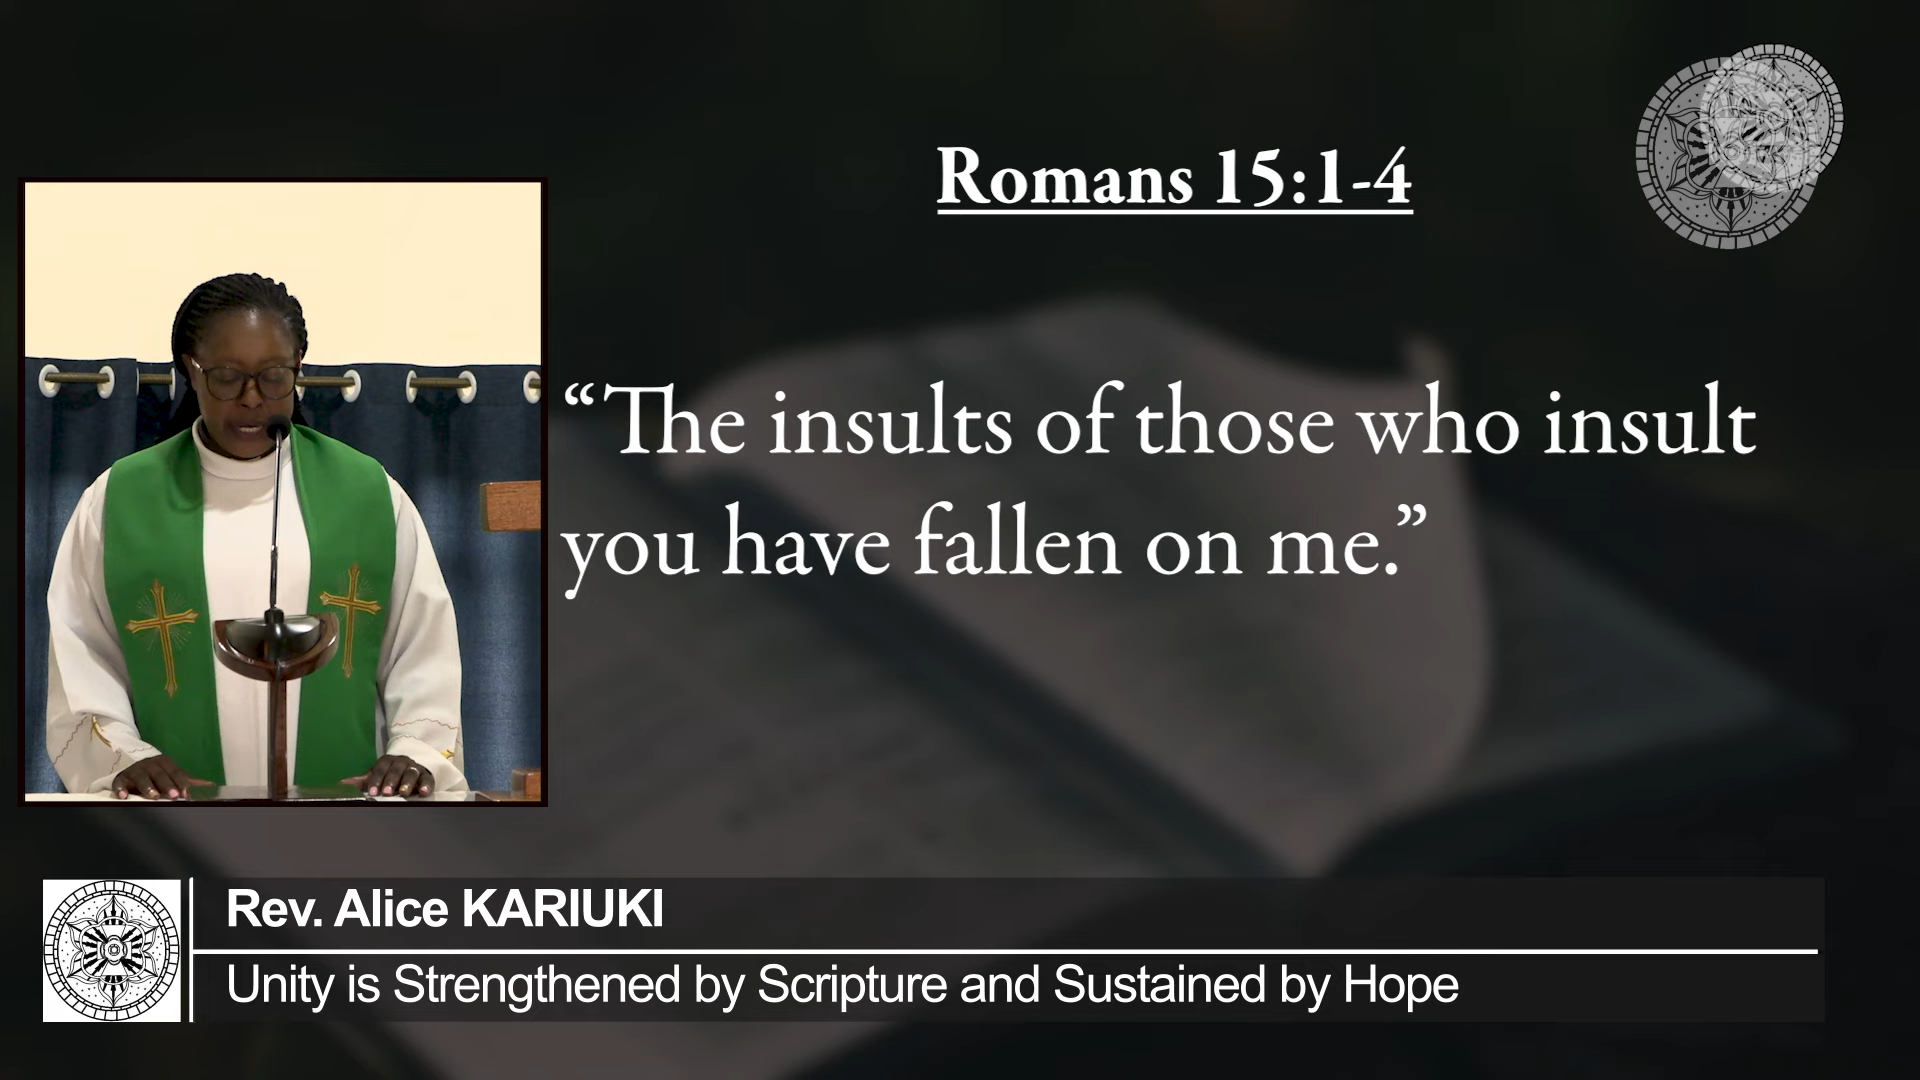 Romans 15:1-4
“The insults of those who insult
you have fallen on me.”
Rev. Alice KARIUKI
Unity is Strengthened by Scripture and Sustained by Hope